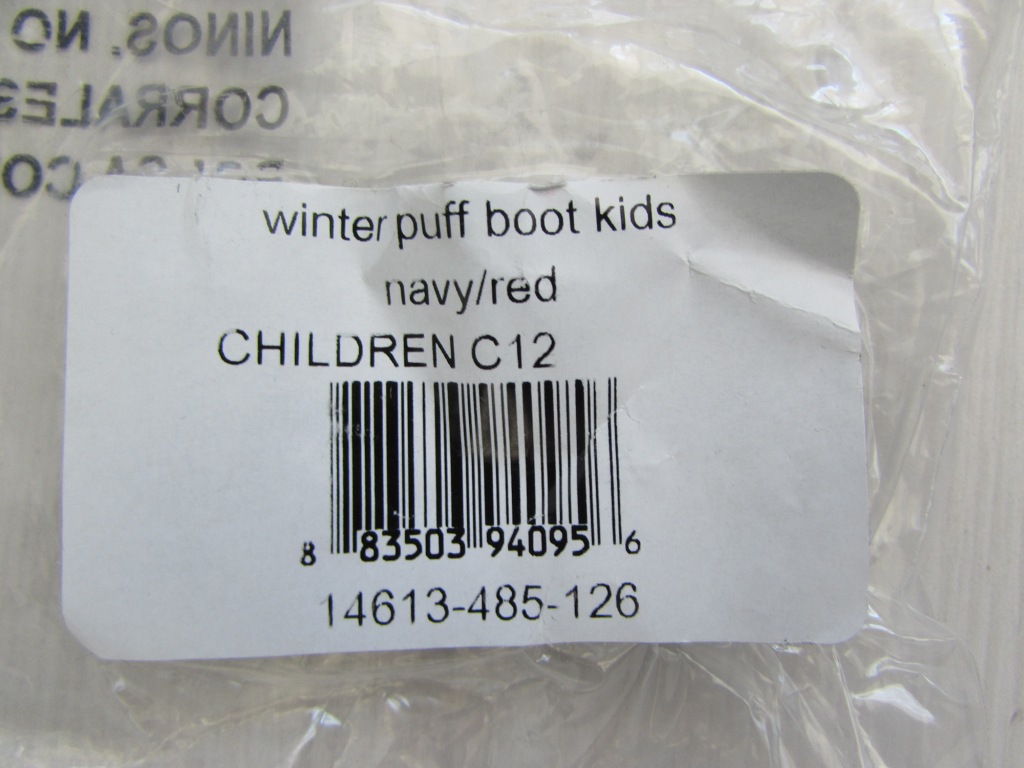 NINOS, NO
CORRALES
winter puff boot kids
navy/red
CHILDREN C12
8 83503 94095 6
14613-485-126